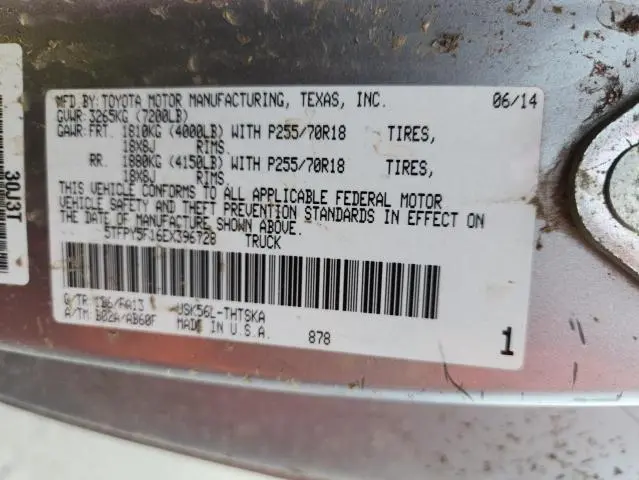 MFD.BY:TOYOTA MOTOR MANUFACTURING, TEXAS, INC. 06/14
GVWR:3265KG (7200LB)
GAWR:FRT. 1810KG (4000LB) WITH P255/70R18 TIRES,
18X8J RIMS.
RR. 1880KG (4150LB) WITH P255/70R18 TIRES,
18X8J RIMS.
THIS VEHICLE CONFORMS TO ALL APPLICABLE FEDERAL MOTOR
VEHICLE SAFETY AND THEFT PREVENTION STANDARDS IN EFFECT ON
THE DATE OF MANUFACTURE SHOWN ABOVE.
5TFPY5F16EX396728 TRUCK
C/TR: 1B6/FA13 USK56L-THTSKA
A/TM: B02A/AB60F MADE IN U.S.A. 878
1
30J3T